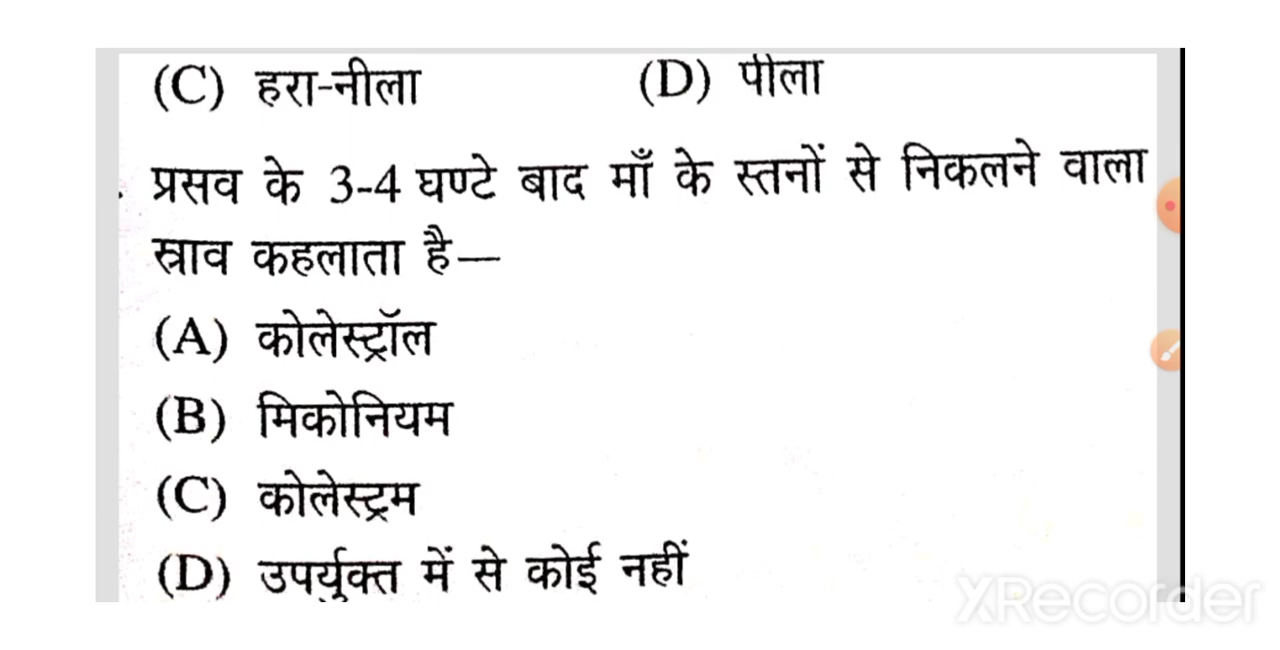 (C) हरा-नीला (D) पीला
प्रसव के 3-4 घण्टे बाद माँ के स्तनों से निकलने वाला
स्राव कहलाता है—
(A) कोलेस्ट्रॉल
(B) मिकोनियम
(C) कोलेस्ट्रम
(D) उपर्युक्त में से कोई नहीं
XRecorder